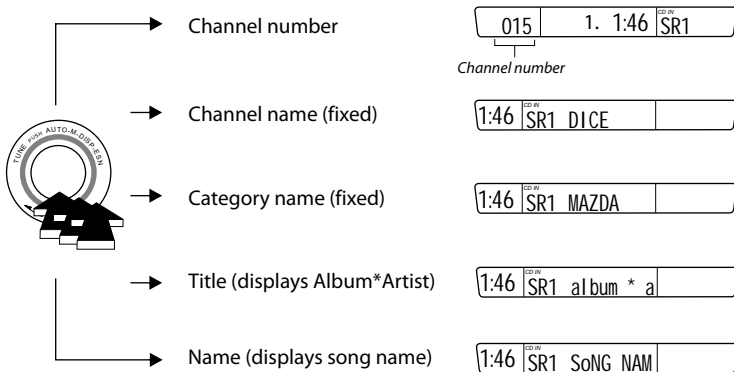 Channel number
015 1. 1:46 CD IN SR1
Channel number
TUNE PUSH AUTO-M-DISP-ESN
Channel name (fixed)
1:46 CD IN SR1 DICE
Category name (fixed)
1:46 CD IN SR1 MAZDA
Title (displays Album*Artist)
1:46 CD IN SR1 album * a
Name (displays song name)
1:46 CD IN SR1 SoNG NAM